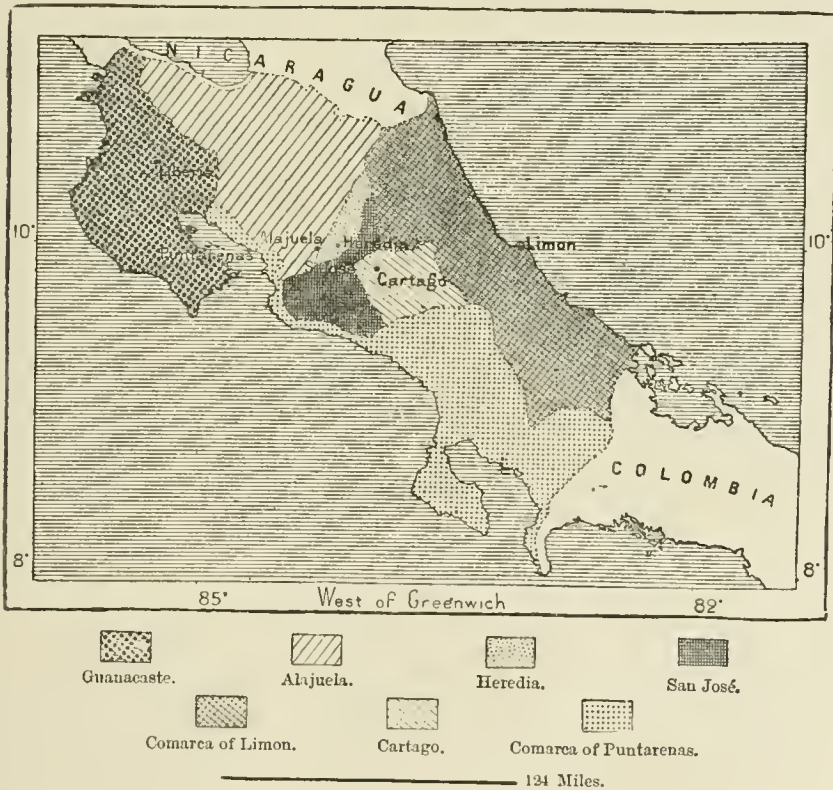 NICARAGUA
Liberia
10° 10°
Alajuela
Heredia
Limon
Puntarenas
S. José
Cartago
COLOMBIA
8° 8°
85° West of Greenwich 82°
Guanacaste. Alajuela. Heredia. San José.
Comarca of Limon. Cartago. Comarca of Puntarenas.
124 Miles.